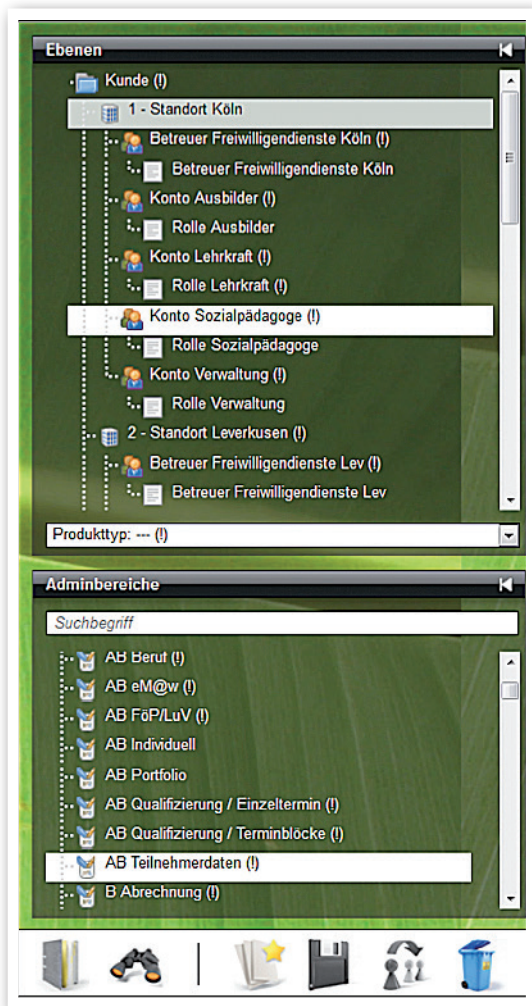 Ebenen
Kunde (!)
1 - Standort Köln
Betreuer Freiwilligendienste Köln (!)
Betreuer Freiwilligendienste Köln
Konto Ausbilder (!)
Rolle Ausbilder
Konto Lehrkraft (!)
Rolle Lehrkraft (!)
Konto Sozialpädagoge (!)
Rolle Sozialpädagoge
Konto Verwaltung (!)
Rolle Verwaltung
2 - Standort Leverkusen (!)
Betreuer Freiwilligendienste Lev (!)
Betreuer Freiwilligendienste Lev
Produkttyp: --- (!)
Adminbereiche
Suchbegriff
AB Beruf (!)
AB eM@w (!)
AB FöP/LuV (!)
AB Individuell
AB Portfolio
AB Qualifizierung / Einzeltermin (!)
AB Qualifizierung / Terminblöcke (!)
AB Teilnehmerdaten (!)
B Abrechnung (!)